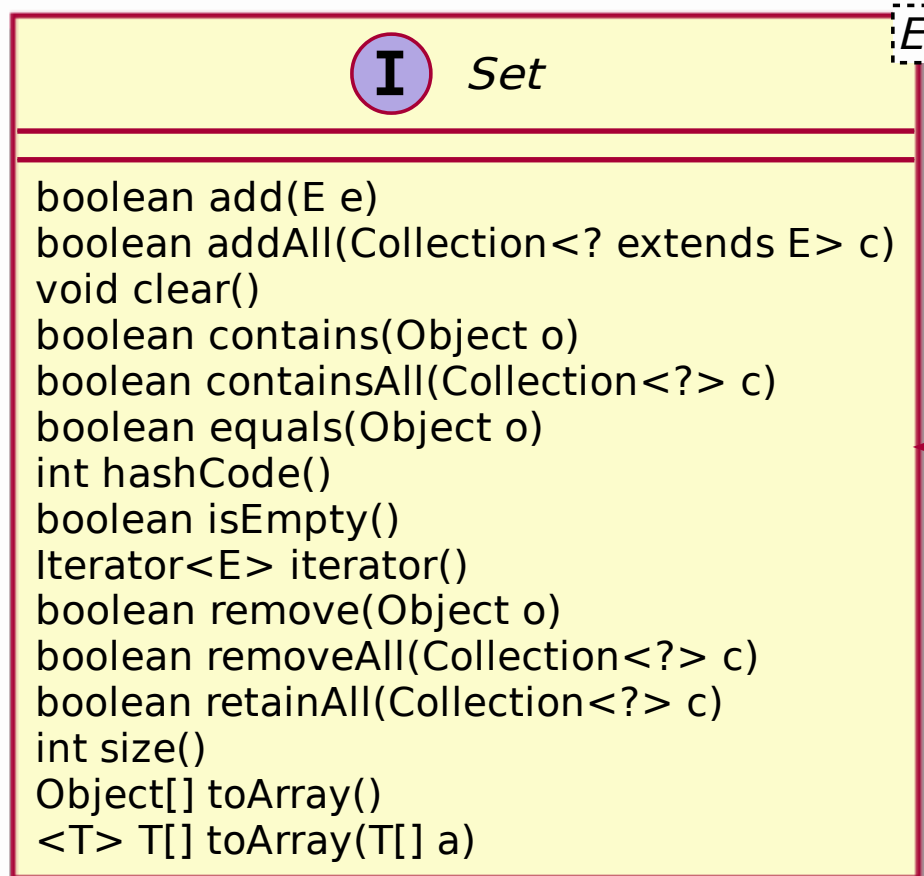 E
I Set
boolean add(E e)
boolean addAll(Collection<? extends E> c)
void clear()
boolean contains(Object o)
boolean containsAll(Collection<?> c)
boolean equals(Object o)
int hashCode()
boolean isEmpty()
Iterator<E> iterator()
boolean remove(Object o)
boolean removeAll(Collection<?> c)
boolean retainAll(Collection<?> c)
int size()
Object[] toArray()
<T> T[] toArray(T[] a)